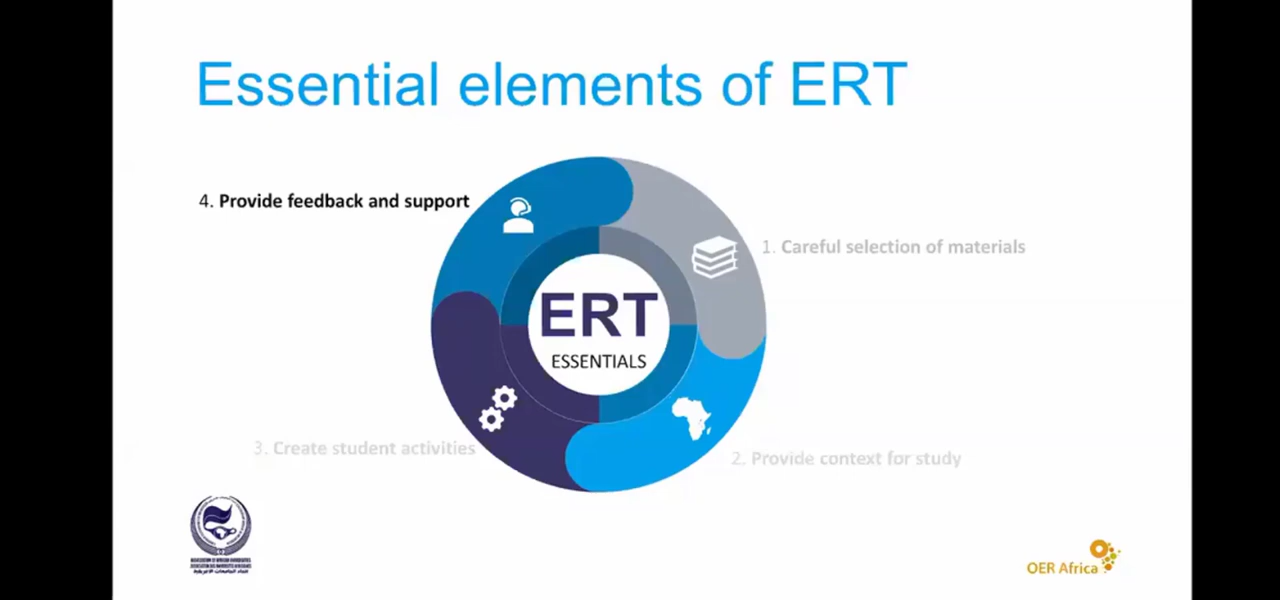 Essential elements of ERT
4. Provide feedback and support
1. Careful selection of materials
ERT
ESSENTIALS
3. Create student activities
2. Provide context for study
OER Africa